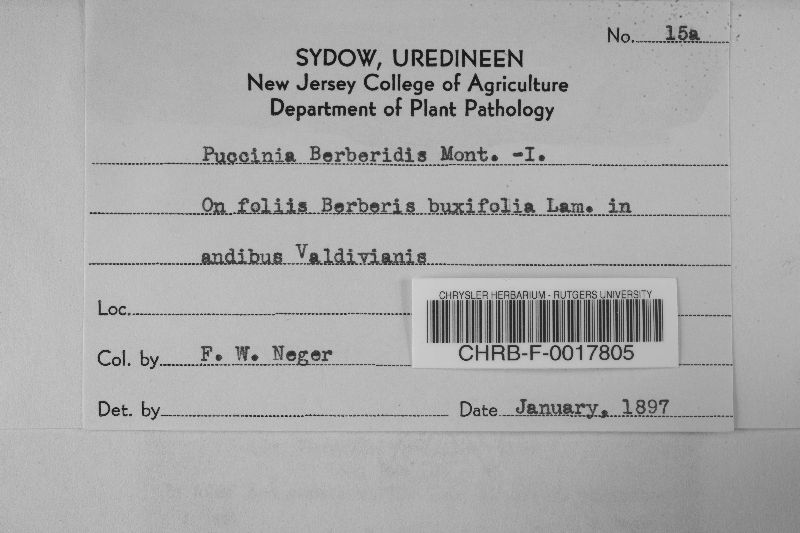 No. 15a
SYDOW, UREDINEEN
New Jersey College of Agriculture
Department of Plant Pathology
Puccinia Berberidis Mont. -I.
On foliis Berberis buxifolia Lam. in
andibus Valdivianis
Loc.
CHRYSLER HERBARIUM - RUTGERS UNIVERSITY
CHRB-F-0017805
Col. by F. W. Neger
Det. by Date January, 1897